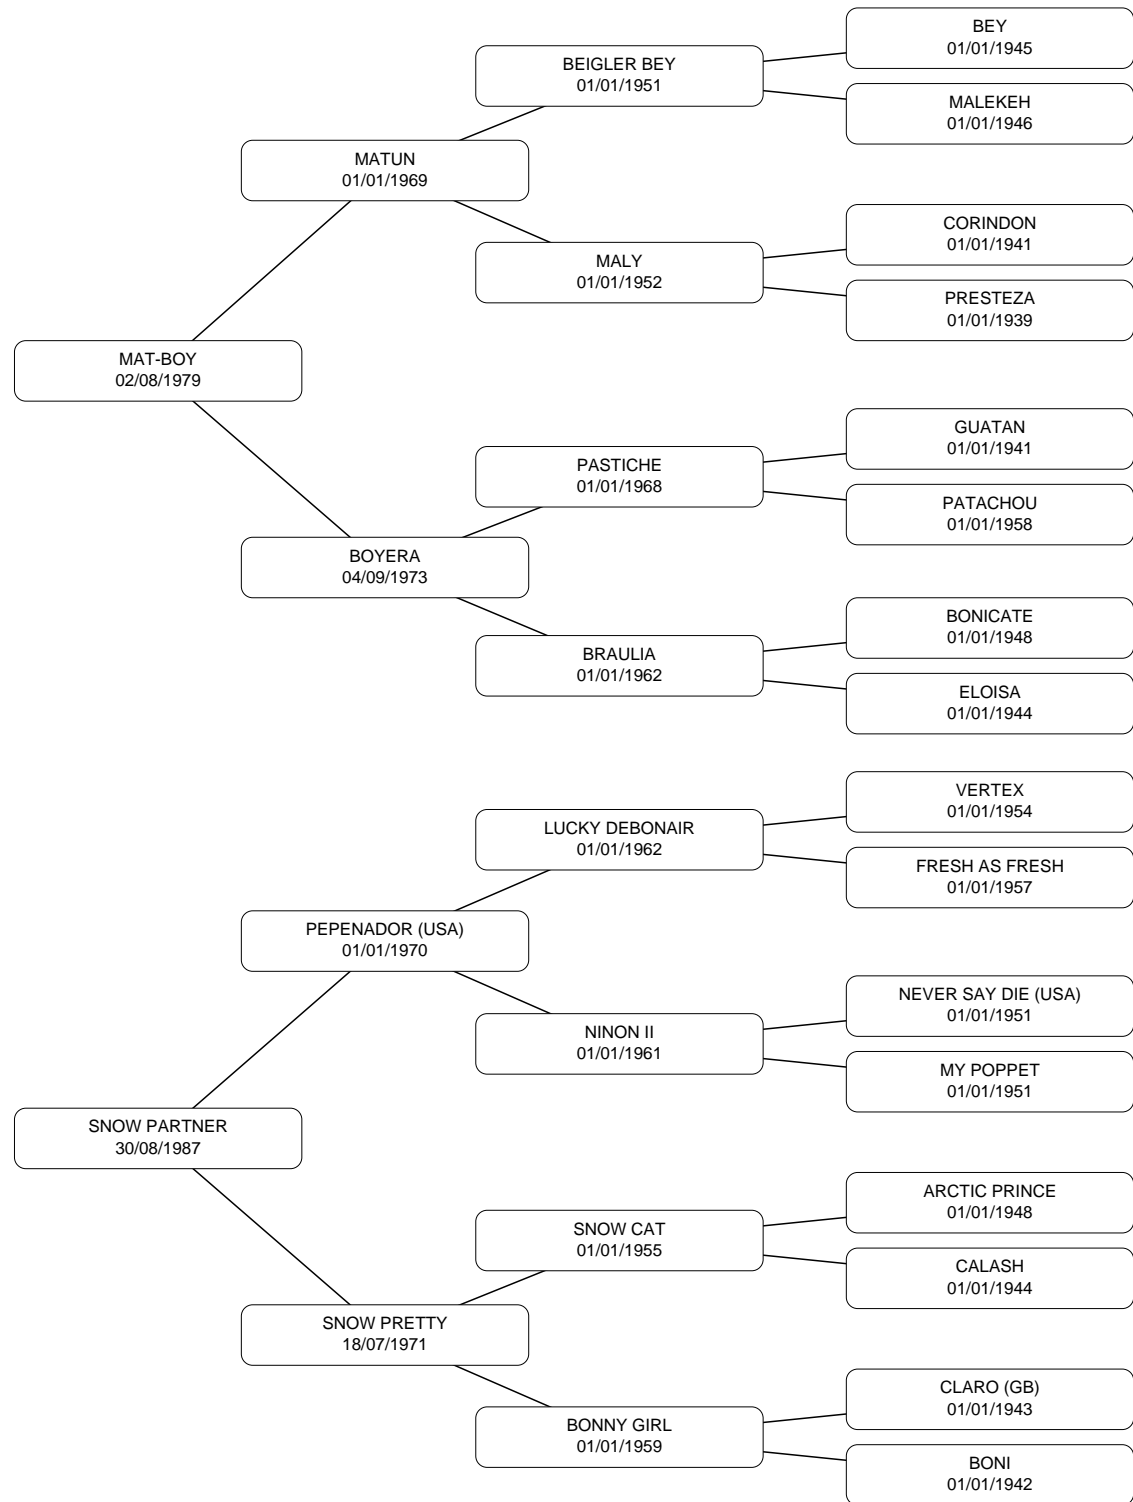 BEY
01/01/1945
BEIGLER BEY
01/01/1951
MALEKEH
01/01/1946
MATUN
01/01/1969
CORINDON
01/01/1941
MALY
01/01/1952
PRESTEZA
01/01/1939
MAT-BOY
02/08/1979
GUATAN
01/01/1941
PASTICHE
01/01/1968
PATACHOU
01/01/1958
BOYERA
04/09/1973
BONICATE
01/01/1948
BRAULIA
01/01/1962
ELOISA
01/01/1944
VERTEX
01/01/1954
LUCKY DEBONAIR
01/01/1962
FRESH AS FRESH
01/01/1957
PEPENADOR (USA)
01/01/1970
NEVER SAY DIE (USA)
01/01/1951
NINON II
01/01/1961
MY POPPET
01/01/1951
SNOW PARTNER
30/08/1987
ARCTIC PRINCE
01/01/1948
SNOW CAT
01/01/1955
CALASH
01/01/1944
SNOW PRETTY
18/07/1971
CLARO (GB)
01/01/1943
BONNY GIRL
01/01/1959
BONI
01/01/1942